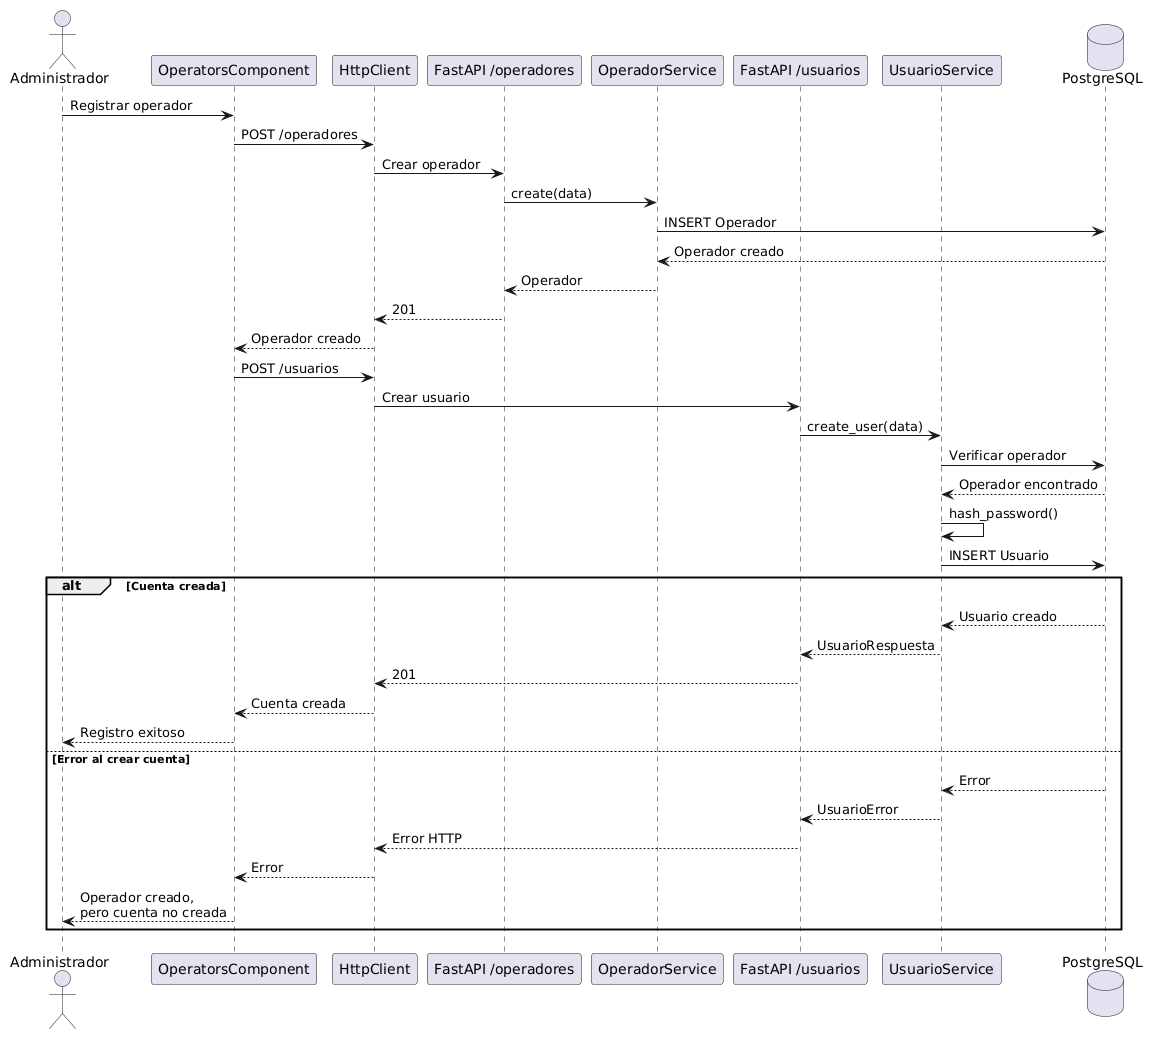 Administrador
OperatorsComponent
HttpClient
FastAPI /operadores
OperadorService
FastAPI /usuarios
UsuarioService
PostgreSQL
Registrar operador
POST /operadores
Crear operador
create(data)
INSERT Operador
Operador creado
Operador
201
Operador creado
POST /usuarios
Crear usuario
create_user(data)
Verificar operador
Operador encontrado
hash_password()
INSERT Usuario
alt [Cuenta creada]
Usuario creado
UsuarioRespuesta
201
Cuenta creada
Registro exitoso
[Error al crear cuenta]
Error
UsuarioError
Error HTTP
Error
Operador creado,
pero cuenta no creada
Administrador
OperatorsComponent
HttpClient
FastAPI /operadores
OperadorService
FastAPI /usuarios
UsuarioService
PostgreSQL